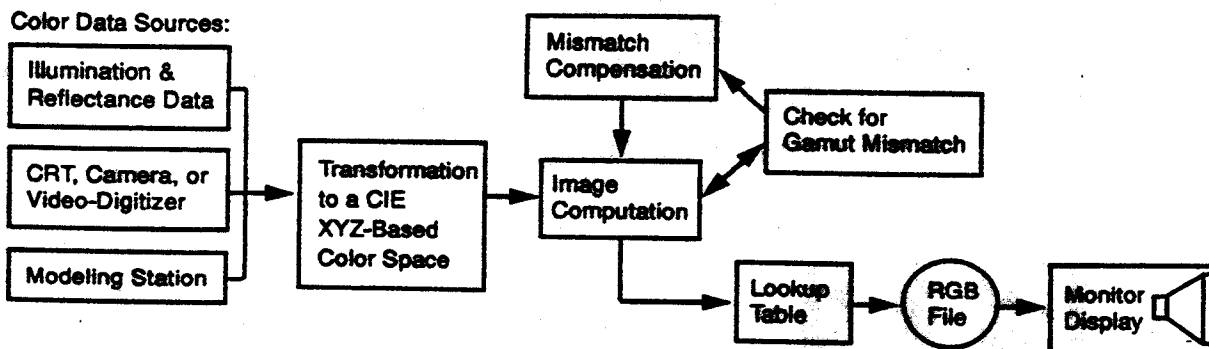 Color Data Sources:
Illumination &
Reflectance Data
CRT, Camera, or
Video-Digitizer
Modeling Station
Transformation
to a CIE
XYZ-Based
Color Space
Mismatch
Compensation
Check for
Gamut Mismatch
Image
Computation
Lookup
Table
RGB
File
Monitor
Display